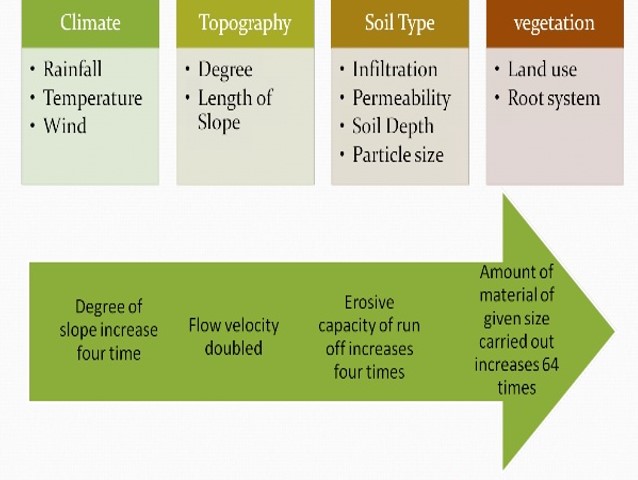 Climate
• Rainfall
• Temperature
• Wind
Topography
• Degree
• Length of
Slope
Soil Type
• Infiltration
• Permeability
• Soil Depth
• Particle size
vegetation
• Land use
• Root system
Degree of
slope increase
four time
Flow velocity
doubled
Erosive
capacity of run
off increases
four times
Amount of
material of
given size
carried out
increases 64
times